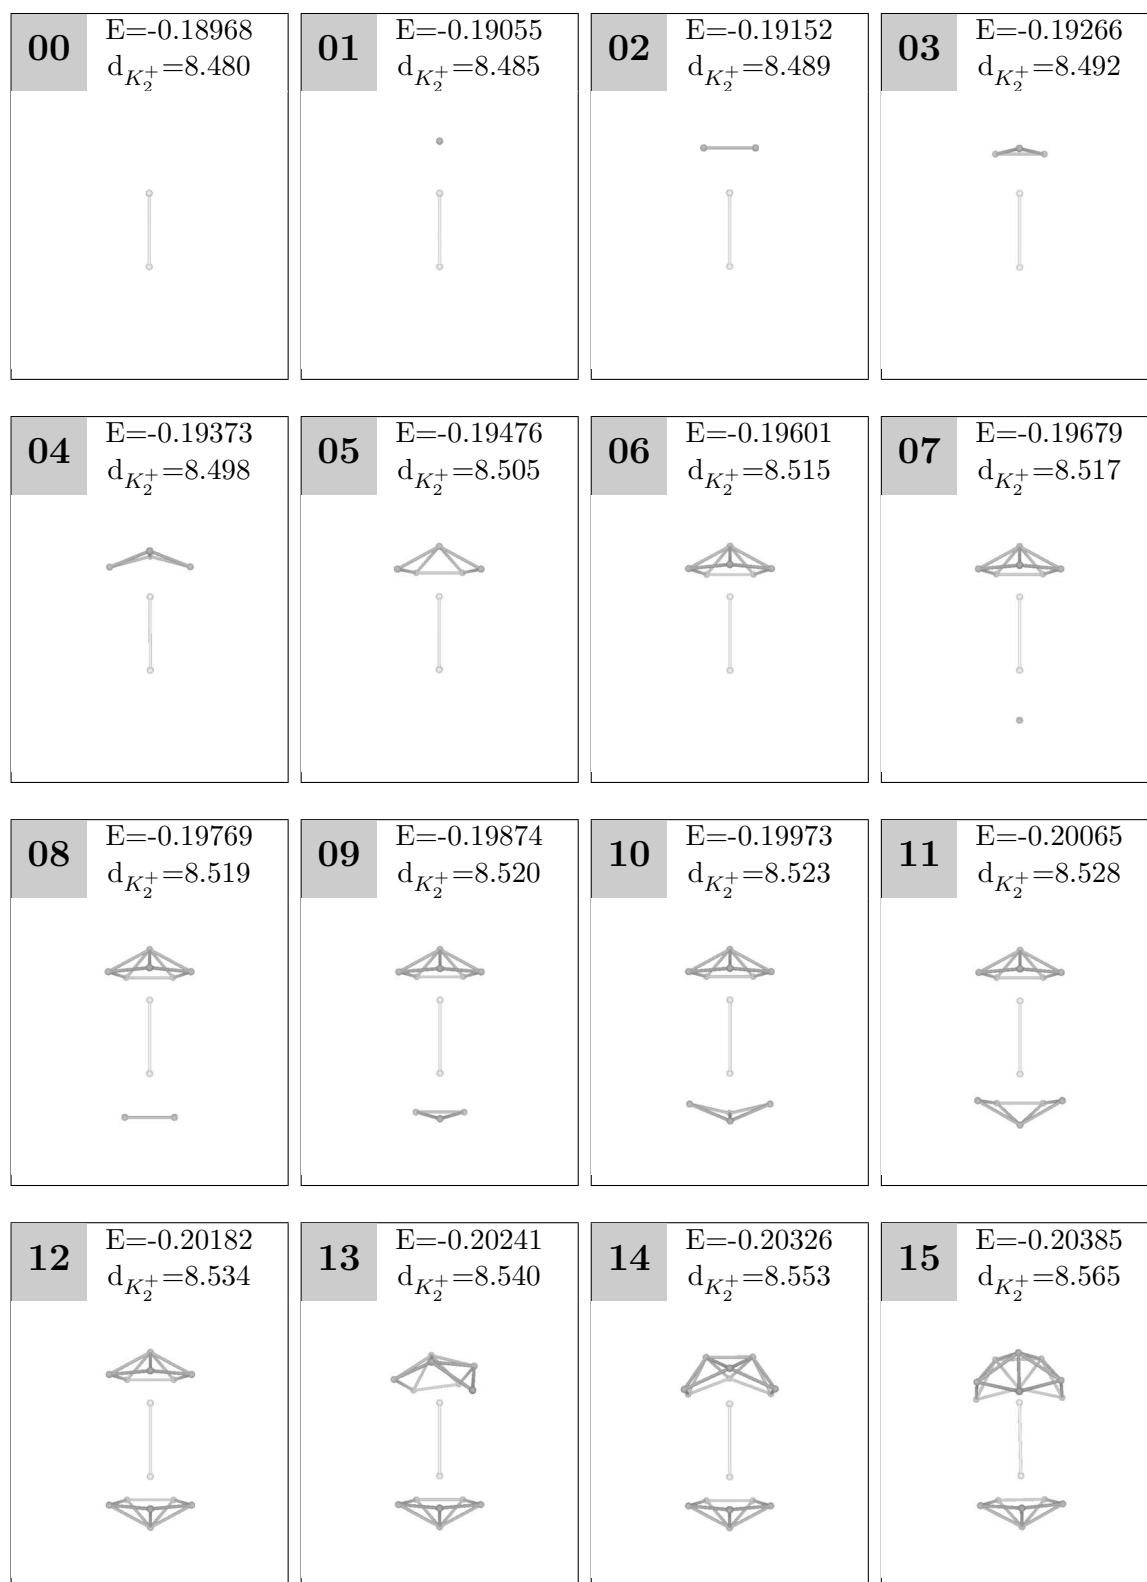 00 E=-0.18968
d_{K_2^+}=8.480
01 E=-0.19055
d_{K_2^+}=8.485
02 E=-0.19152
d_{K_2^+}=8.489
03 E=-0.19266
d_{K_2^+}=8.492
04 E=-0.19373
d_{K_2^+}=8.498
05 E=-0.19476
d_{K_2^+}=8.505
06 E=-0.19601
d_{K_2^+}=8.515
07 E=-0.19679
d_{K_2^+}=8.517
08 E=-0.19769
d_{K_2^+}=8.519
09 E=-0.19874
d_{K_2^+}=8.520
10 E=-0.19973
d_{K_2^+}=8.523
11 E=-0.20065
d_{K_2^+}=8.528
12 E=-0.20182
d_{K_2^+}=8.534
13 E=-0.20241
d_{K_2^+}=8.540
14 E=-0.20326
d_{K_2^+}=8.553
15 E=-0.20385
d_{K_2^+}=8.565